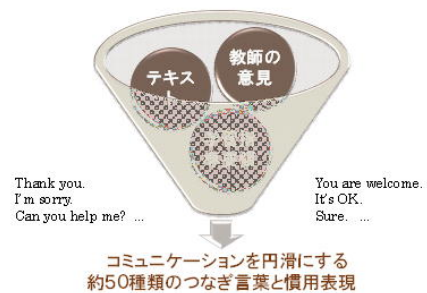 テキスト
教師の
意見
Thank you.
I'm sorry.
Can you help me? ...
You are welcome.
It's OK.
Sure. ...
コミュニケーションを円滑にする
約50種類のつなぎ言葉と慣用表現